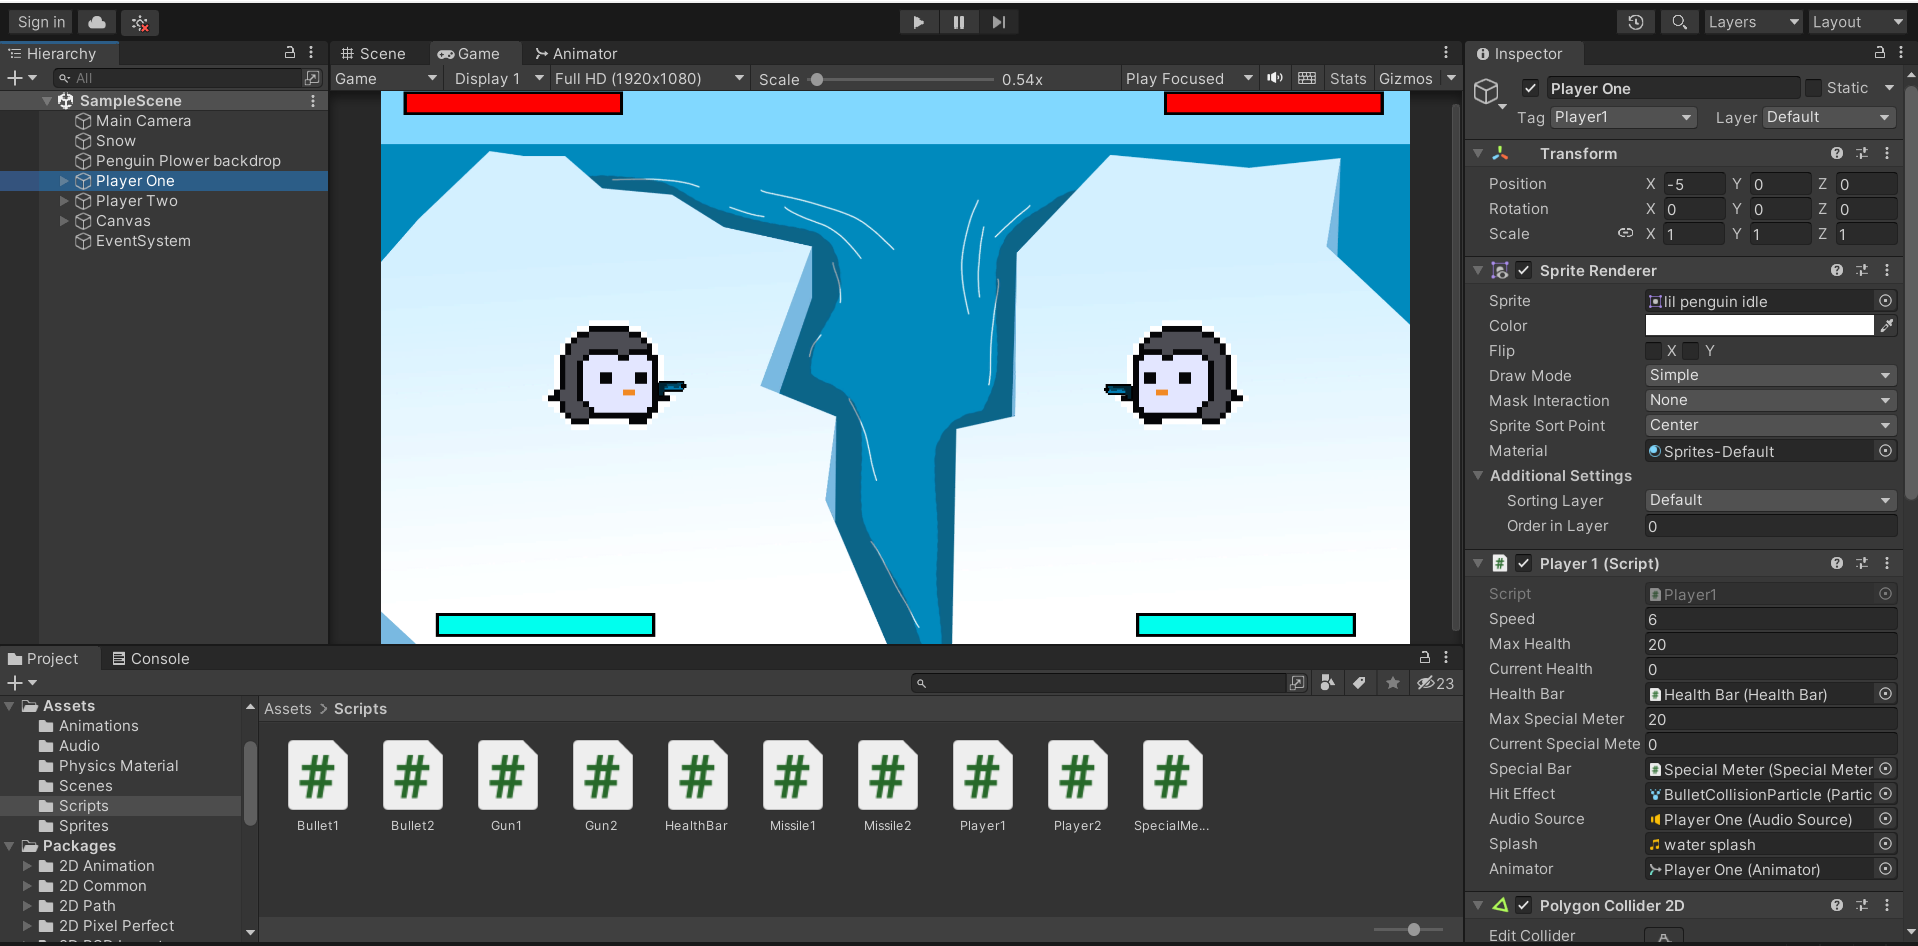 Sign in
Layers
Layout
Hierarchy
All
SampleScene
Main Camera
Snow
Penguin Plower backdrop
Player One
Player Two
Canvas
EventSystem
Scene
Game
Animator
Game
Display 1
Full HD (1920x1080)
Scale
0.54x
Play Focused
Stats
Gizmos
Inspector
Player One
Static
Tag
Player1
Layer
Default
Transform
Position
X
-5
Y
0
Z
0
Rotation
X
0
Y
0
Z
0
Scale
X
1
Y
1
Z
1
Sprite Renderer
Sprite
lil penguin idle
Color
Flip
X
Y
Draw Mode
Simple
Mask Interaction
None
Sprite Sort Point
Center
Material
Sprites-Default
Additional Settings
Sorting Layer
Default
Order in Layer
0
# Player 1 (Script)
Script
# Player1
Speed
6
Max Health
20
Current Health
0
Health Bar
# Health Bar (Health Bar)
Max Special Meter
20
Current Special Mete
0
Special Bar
# Special Meter (Special Meter
Hit Effect
BulletCollisionParticle (Partic
Audio Source
Player One (Audio Source)
Splash
water splash
Animator
Player One (Animator)
Polygon Collider 2D
Edit Collider
Project
Console
23
Assets
Animations
Audio
Physics Material
Scenes
Scripts
Sprites
Packages
2D Animation
2D Common
2D Path
2D Pixel Perfect
Assets > Scripts
# # # # # # # # # #
Bullet1
Bullet2
Gun1
Gun2
HealthBar
Missile1
Missile2
Player1
Player2
SpecialMe...